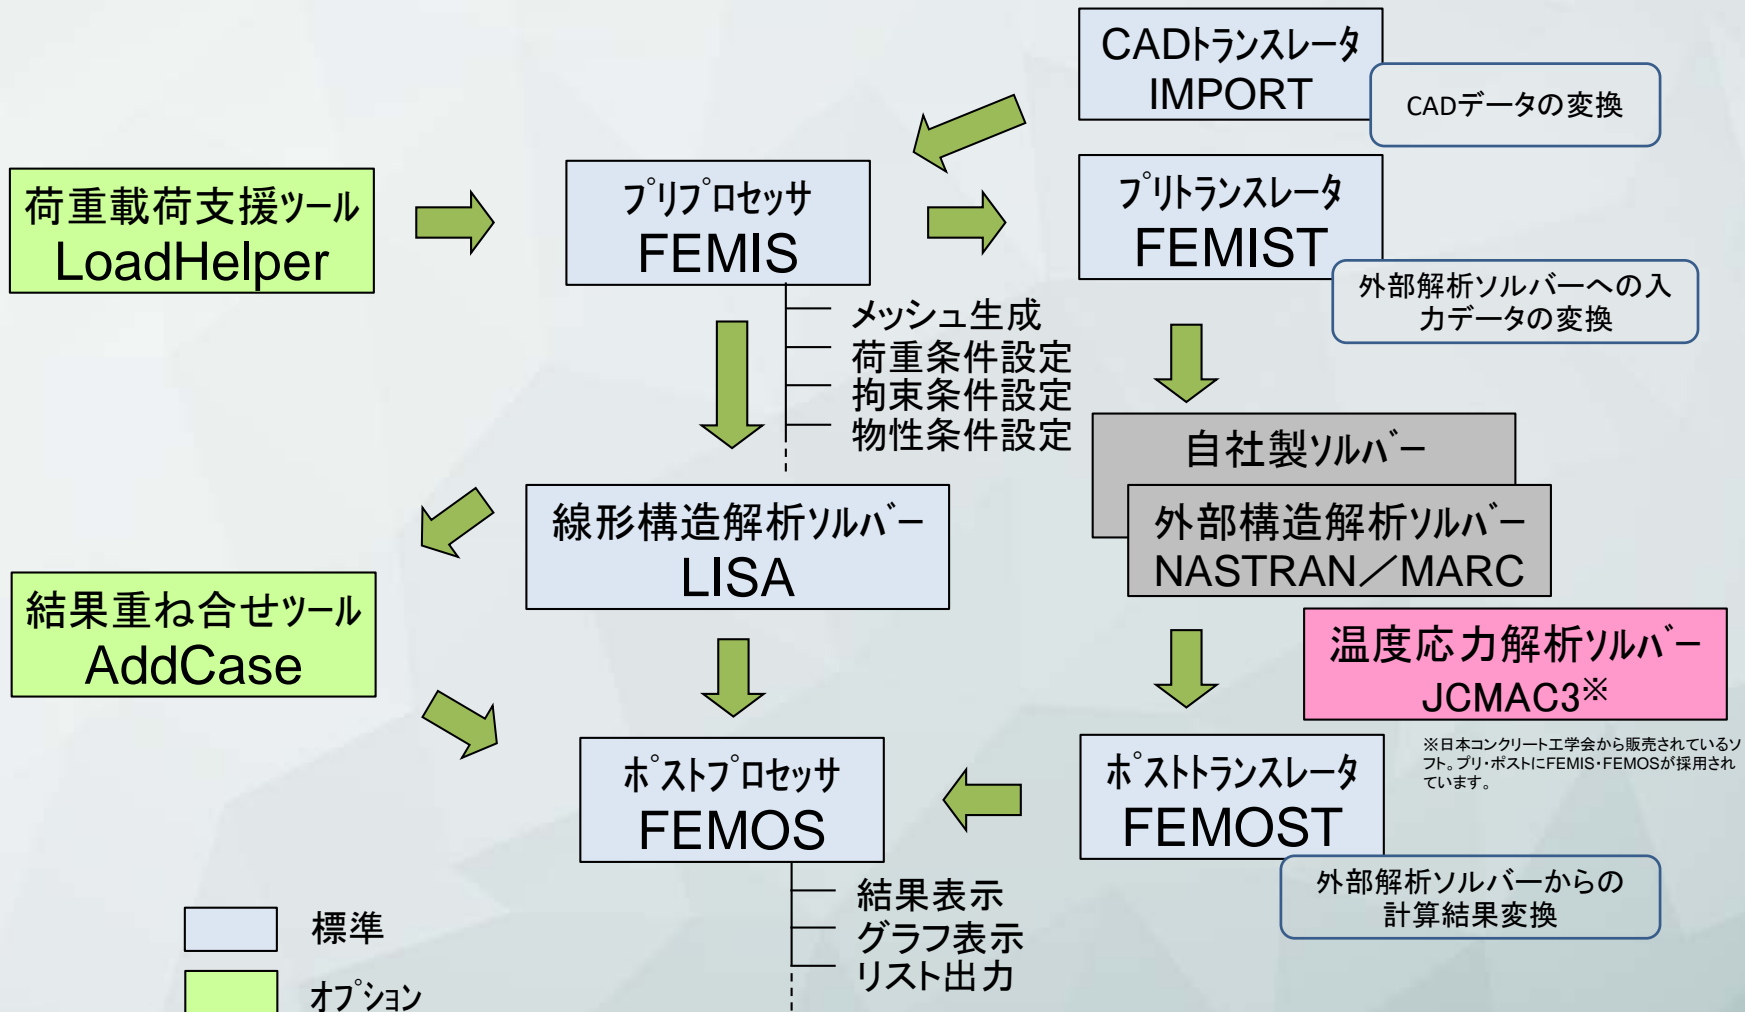 CADトランスレータ
IMPORT
CADデータの変換
荷重載荷支援ツール
LoadHelper
プリプロセッサ
FEMIS
プリトランスレータ
FEMIST
外部解析ソルバーへの入
力データの変換
メッシュ生成
荷重条件設定
拘束条件設定
物性条件設定
自社製ソルバー
外部構造解析ソルバー
NASTRAN／MARC
線形構造解析ソルバー
LISA
結果重ね合せツール
AddCase
温度応力解析ソルバー
JCMAC3※
※日本コンクリート工学会から販売されているソ
フト。プリ・ポストにFEMIS・FEMOSが採用され
ています。
ポストプロセッサ
FEMOS
ポストトランスレータ
FEMOST
外部解析ソルバーからの
計算結果変換
結果表示
グラフ表示
リスト出力
標準
オプション